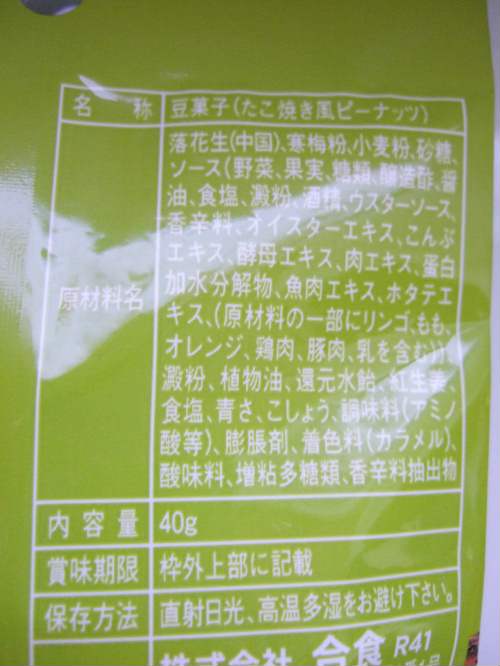 名 称 豆菓子(たこ焼き風ピーナッツ)
原材料名
落花生(中国)、寒梅粉、小麦粉、砂糖、
ソース(野菜、果実、糖類、醸造酢、醤
油、食塩、澱粉、酒精、ウスターソース、
香辛料、オイスターエキス、こんぶ
エキス、酵母エキス、肉エキス、蛋白
加水分解物、魚肉エキス、ホタテエ
キス、(原材料の一部にリンゴ、もも、
オレンジ、鶏肉、豚肉、乳を含む))、
澱粉、植物油、還元水飴、紅生姜、
食塩、青さ、こしょう、調味料(アミノ
酸等)、膨脹剤、着色料(カラメル)、
酸味料、増粘多糖類、香辛料抽出物
内容量 40g
賞味期限 枠外上部に記載
保存方法 直射日光、高温多湿をお避け下さい。
株式会社 合食 R41